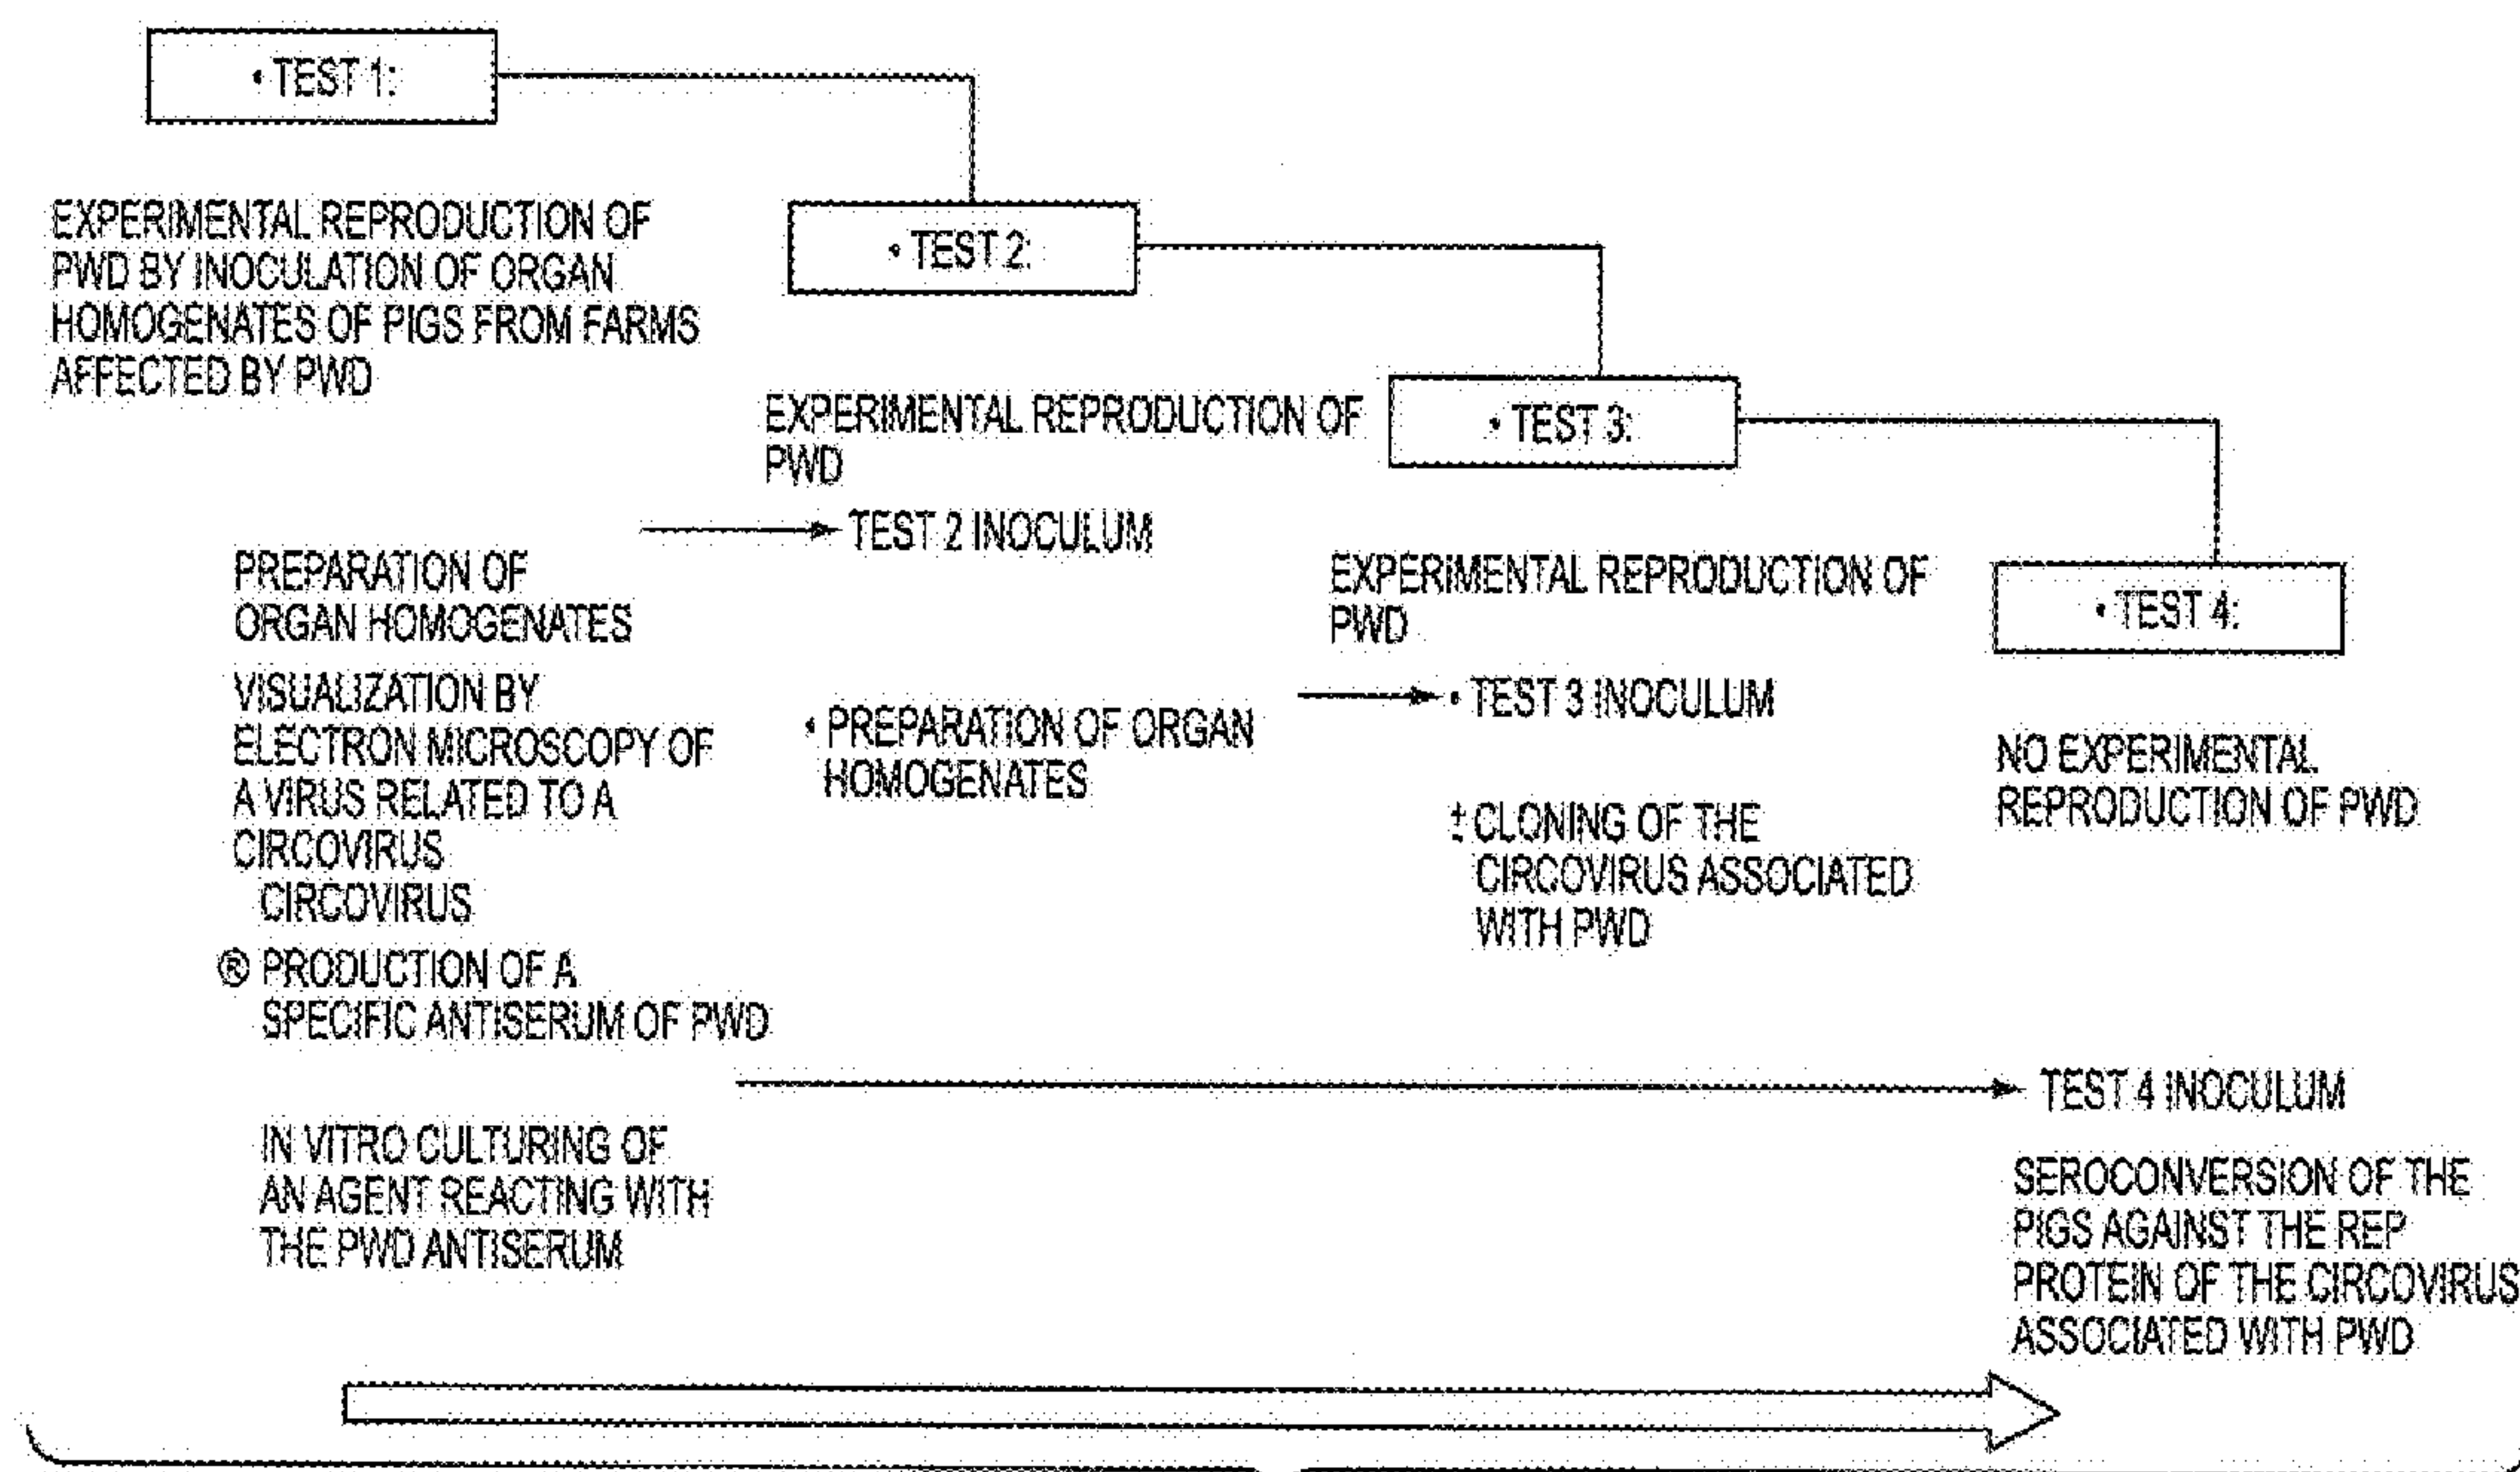 • TEST 1:
EXPERIMENTAL REPRODUCTION OF
PWD BY INOCULATION OF ORGAN
HOMOGENATES OF PIGS FROM FARMS
AFFECTED BY PWD
PREPARATION OF
ORGAN HOMOGENATES
VISUALIZATION BY
ELECTRON MICROSCOPY OF
A VIRUS RELATED TO A
CIRCOVIRUS
CIRCOVIRUS
® PRODUCTION OF A
SPECIFIC ANTISERUM OF PWD
IN VITRO CULTURING OF
AN AGENT REACTING WITH
THE PWD ANTISERUM
• TEST 2:
EXPERIMENTAL REPRODUCTION OF
PWD
TEST 2 INOCULUM
• PREPARATION OF ORGAN
HOMOGENATES
• TEST 3:
EXPERIMENTAL REPRODUCTION OF
PWD
• TEST 3 INOCULUM
± CLONING OF THE
CIRCOVIRUS ASSOCIATED
WITH PWD
• TEST 4:
NO EXPERIMENTAL
REPRODUCTION OF PWD
TEST 4 INOCULUM
SEROCONVERSION OF THE
PIGS AGAINST THE REP
PROTEIN OF THE CIRCOVIRUS
ASSOCIATED WITH PWD